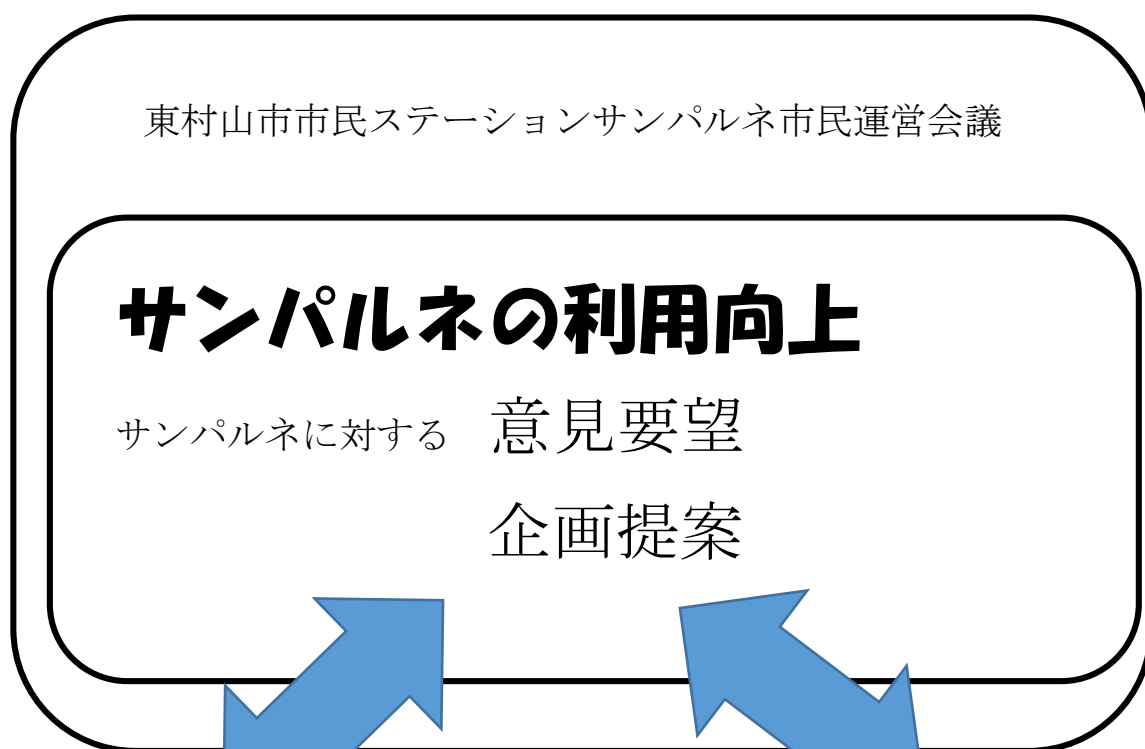 東村山市市民ステーションサンパルネ市民運営会議
サンパルネの利用向上
サンパルネに対する 意見要望
企画提案